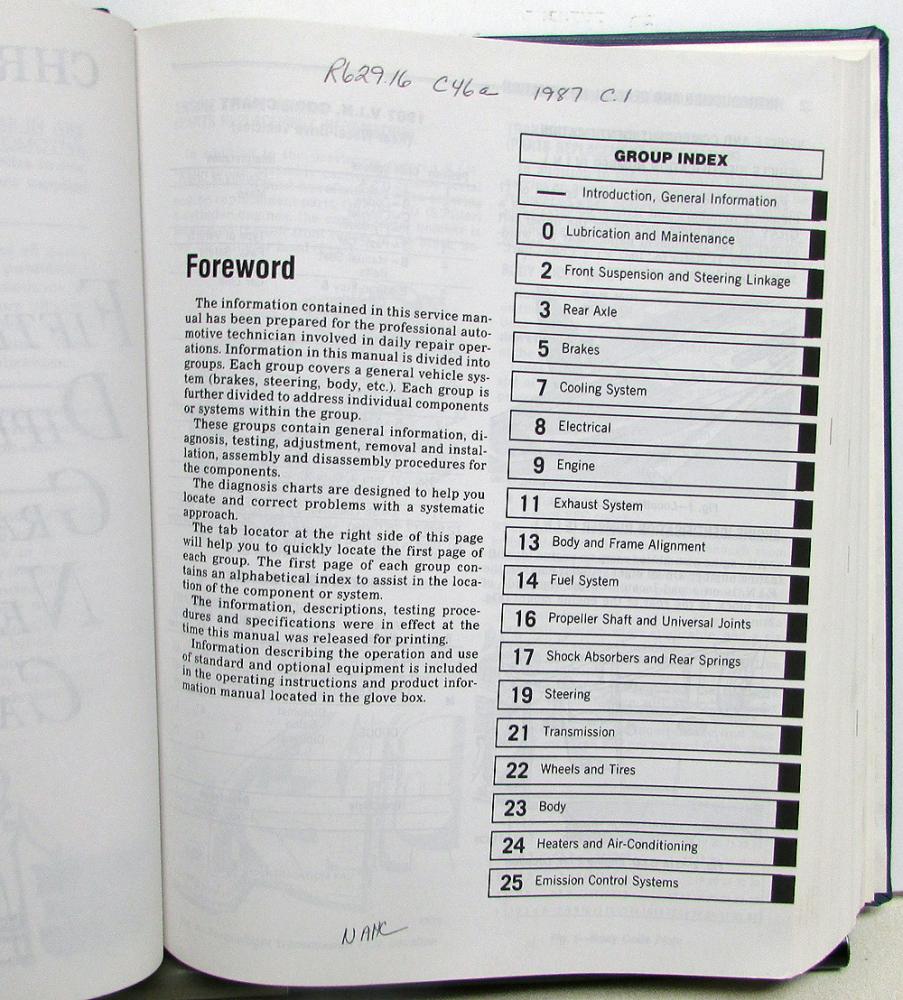 R629.16 C46a 1987 C.1
Foreword
The information contained in this service man-
ual has been prepared for the professional auto-
motive technician involved in daily repair oper-
ations. Information in this manual is divided into
groups. Each group covers a general vehicle sys-
tem (brakes, steering, body, etc.). Each group is
further divided to address individual components
or systems within the group.
These groups contain general information, di-
agnosis, testing, adjustment, removal and instal-
lation, assembly and disassembly procedures for
the components.
The diagnosis charts are designed to help you
locate and correct problems with a systematic
approach.
The tab locator at the right side of this page
will help you to quickly locate the first page of
each group. The first page of each group con-
tains an alphabetical index to assist in the loca-
tion of the component or system.
The information, descriptions, testing proce-
dures and specifications were in effect at the
time this manual was released for printing.
Information describing the operation and use
of standard and optional equipment is included
in the operating instructions and product infor-
mation manual located in the glove box.
GROUP INDEX
— Introduction, General Information
0 Lubrication and Maintenance
2 Front Suspension and Steering Linkage
3 Rear Axle
5 Brakes
7 Cooling System
8 Electrical
9 Engine
11 Exhaust System
13 Body and Frame Alignment
14 Fuel System
16 Propeller Shaft and Universal Joints
17 Shock Absorbers and Rear Springs
19 Steering
21 Transmission
22 Wheels and Tires
23 Body
24 Heaters and Air-Conditioning
25 Emission Control Systems